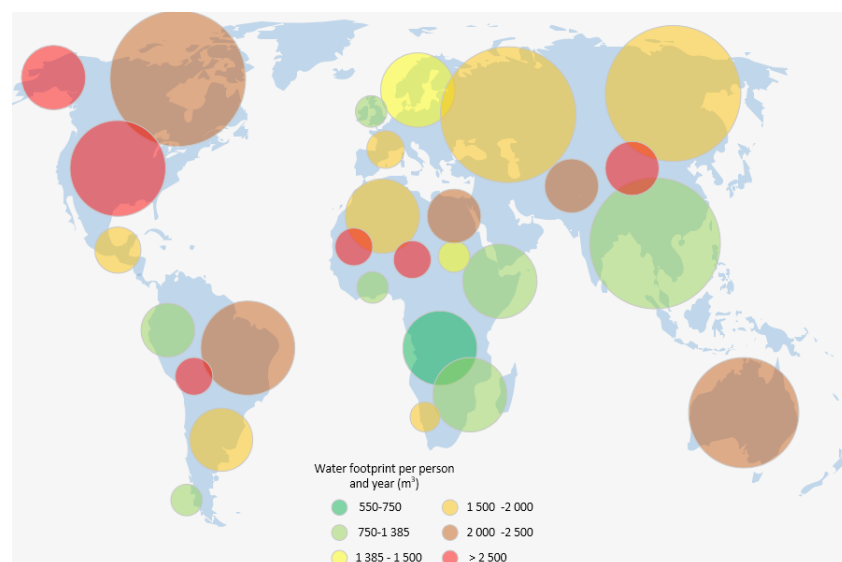 Water footprint per person
and year (m³)
550-750
1 500 -2 000
750-1 385
2 000 -2 500
1 385 - 1 500
> 2 500